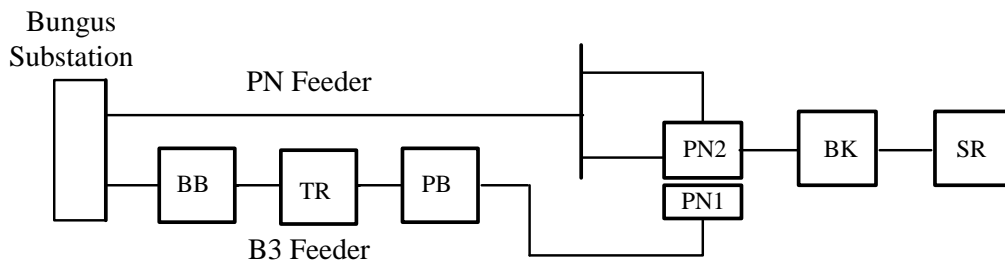 Bungus
Substation
PN Feeder
PN2
BK
SR
BB
TR
PB
PN1
B3 Feeder